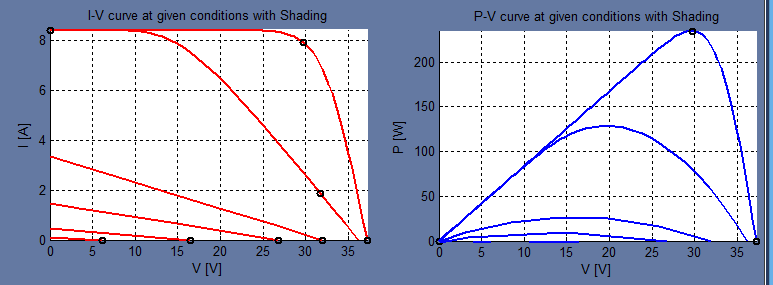 I-V curve at given conditions with Shading
8
6
4
2
0
I [A]
0 5 10 15 20 25 30 35
V [V]
P-V curve at given conditions with Shading
200
150
100
50
0
P [W]
0 5 10 15 20 25 30 35
V [V]